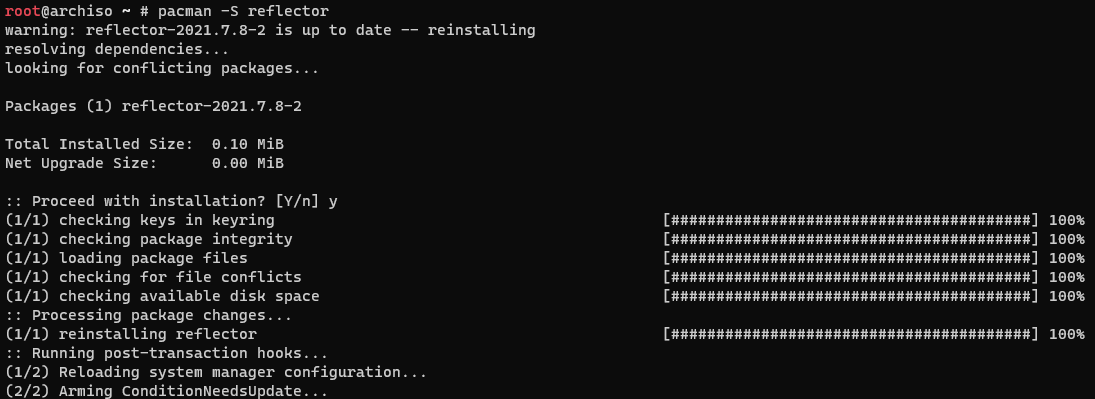 root@archiso ~ # pacman -S reflector
warning: reflector-2021.7.8-2 is up to date -- reinstalling
resolving dependencies...
looking for conflicting packages...
Packages (1) reflector-2021.7.8-2
Total Installed Size:  0.10 MiB
Net Upgrade Size:      0.00 MiB
:: Proceed with installation? [Y/n] y
(1/1) checking keys in keyring [########################################] 100%
(1/1) checking package integrity [########################################] 100%
(1/1) loading package files [########################################] 100%
(1/1) checking for file conflicts [########################################] 100%
(1/1) checking available disk space [########################################] 100%
:: Processing package changes...
(1/1) reinstalling reflector [########################################] 100%
:: Running post-transaction hooks...
(1/2) Reloading system manager configuration...
(2/2) Arming ConditionNeedsUpdate...